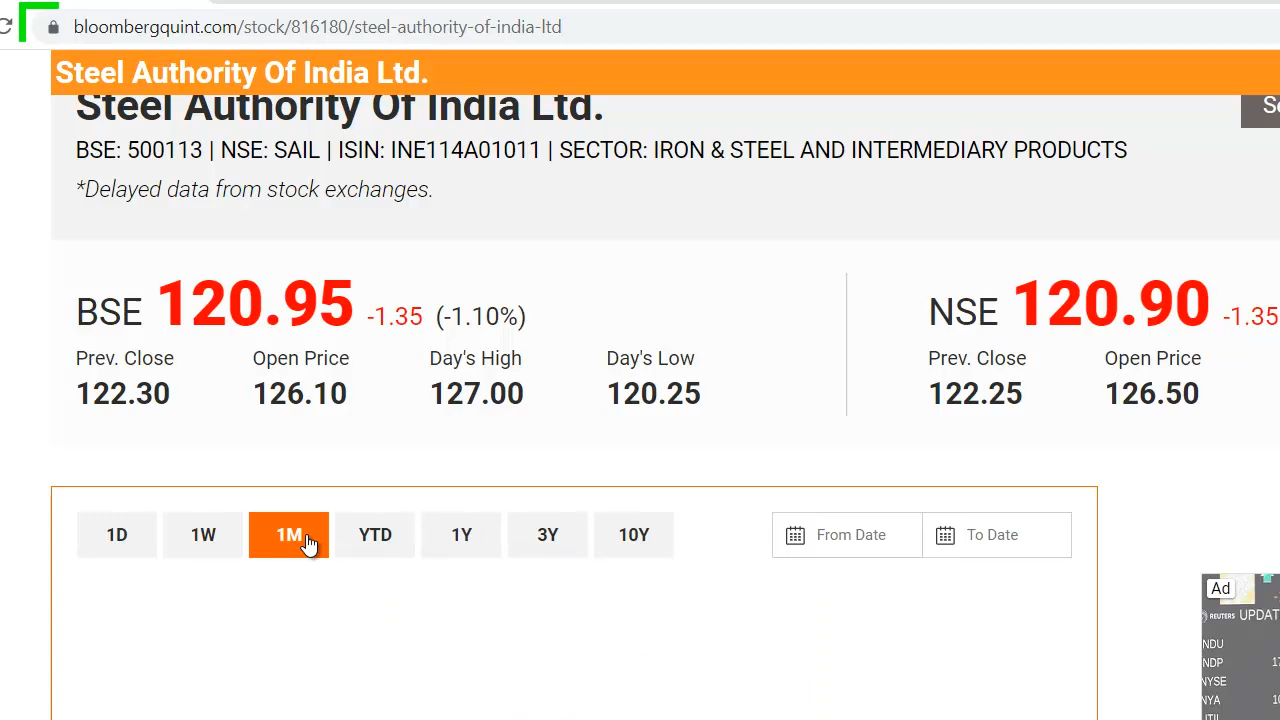 bloombergquint.com/stock/816180/steel-authority-of-india-ltd
Steel Authority Of India Ltd.
Steel Authority Of India Ltd.
BSE: 500113 | NSE: SAIL | ISIN: INE114A01011 | SECTOR: IRON & STEEL AND INTERMEDIARY PRODUCTS
*Delayed data from stock exchanges.
BSE 120.95 -1.35 (-1.10%)
Prev. Close Open Price Day's High Day's Low
122.30 126.10 127.00 120.25
NSE 120.90 -1.35
Prev. Close Open Price
122.25 126.50
1D 1W 1M YTD 1Y 3Y 10Y From Date To Date
Ad
REUTERS UPDAT
NDU
NDP 17
NYSE
NYA 10